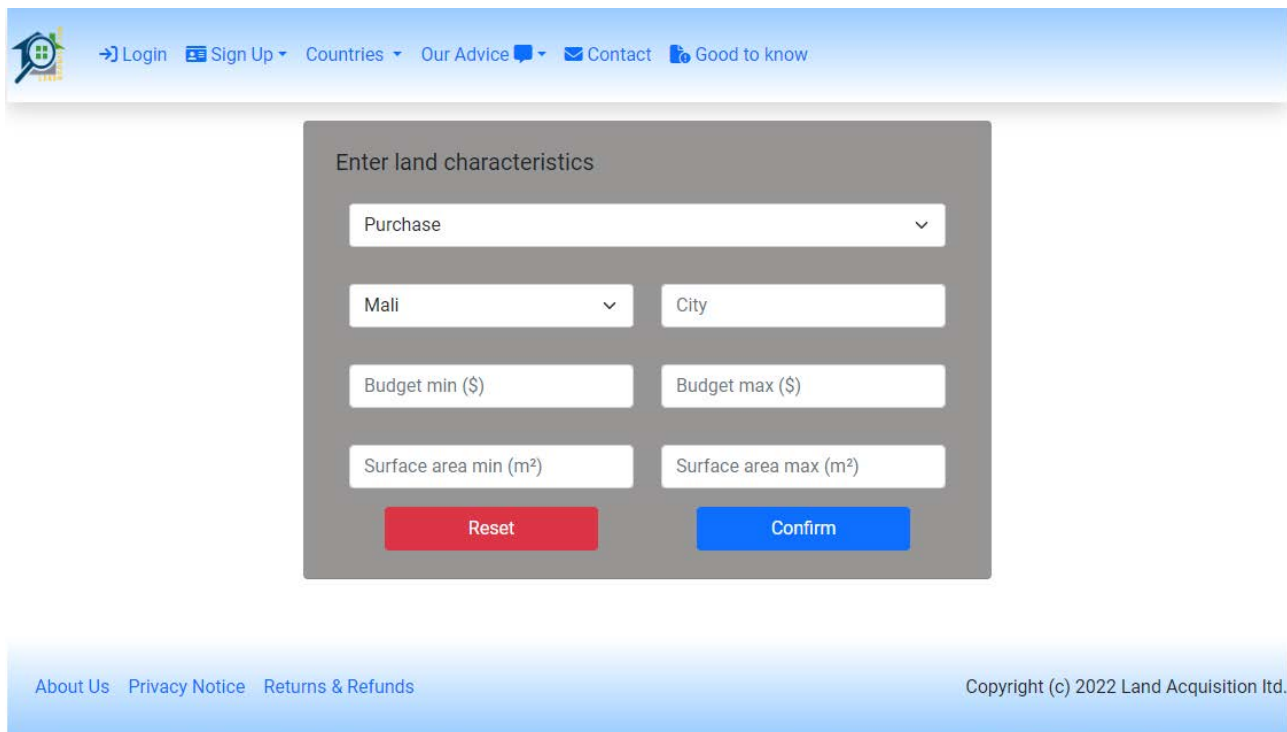 Login Sign Up Countries Our Advice Contact Good to know
Enter land characteristics
Purchase
Mali City
Budget min ($) Budget max ($)
Surface area min (m²) Surface area max (m²)
Reset Confirm
About Us Privacy Notice Returns & Refunds Copyright (c) 2022 Land Acquisition ltd.